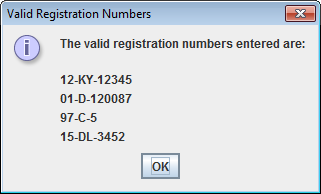 Valid Registration Numbers
The valid registration numbers entered are:
12-KY-12345
01-D-120087
97-C-5
15-DL-3452
OK